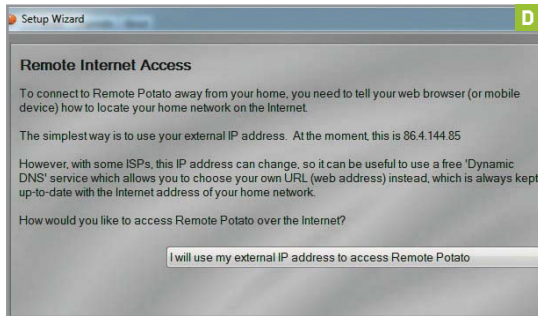 Setup Wizard
D
Remote Internet Access
To connect to Remote Potato away from your home, you need to tell your web browser (or mobile
device) how to locate your home network on the Internet.
The simplest way is to use your external IP address. At the moment, this is 86.4.144.85
However, with some ISPs, this IP address can change, so it can be useful to use a free 'Dynamic
DNS' service which allows you to choose your own URL (web address) instead, which is always kept
up-to-date with the Internet address of your home network.
How would you like to access Remote Potato over the Internet?
I will use my external IP address to access Remote Potato